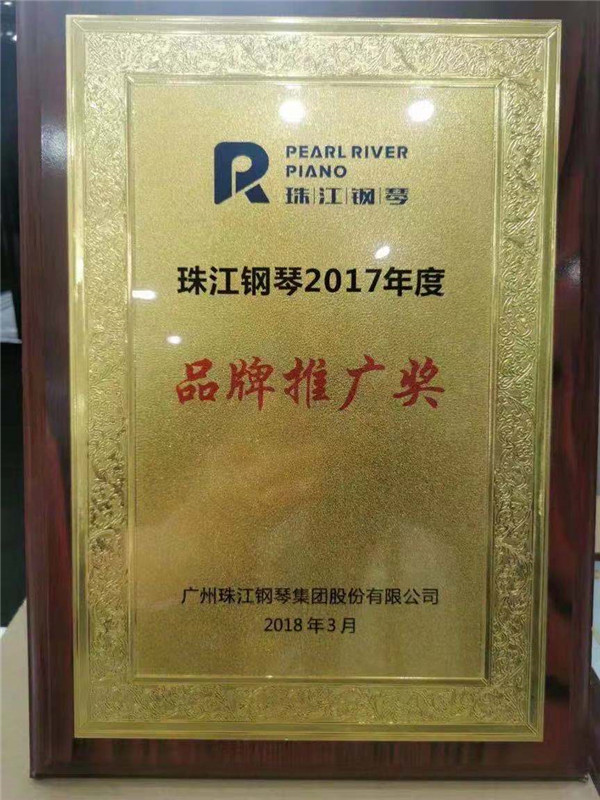 PEARL RIVER
PIANO
珠江钢琴
珠江钢琴2017年度
品牌推广奖
广州珠江钢琴集团股份有限公司
2018年3月